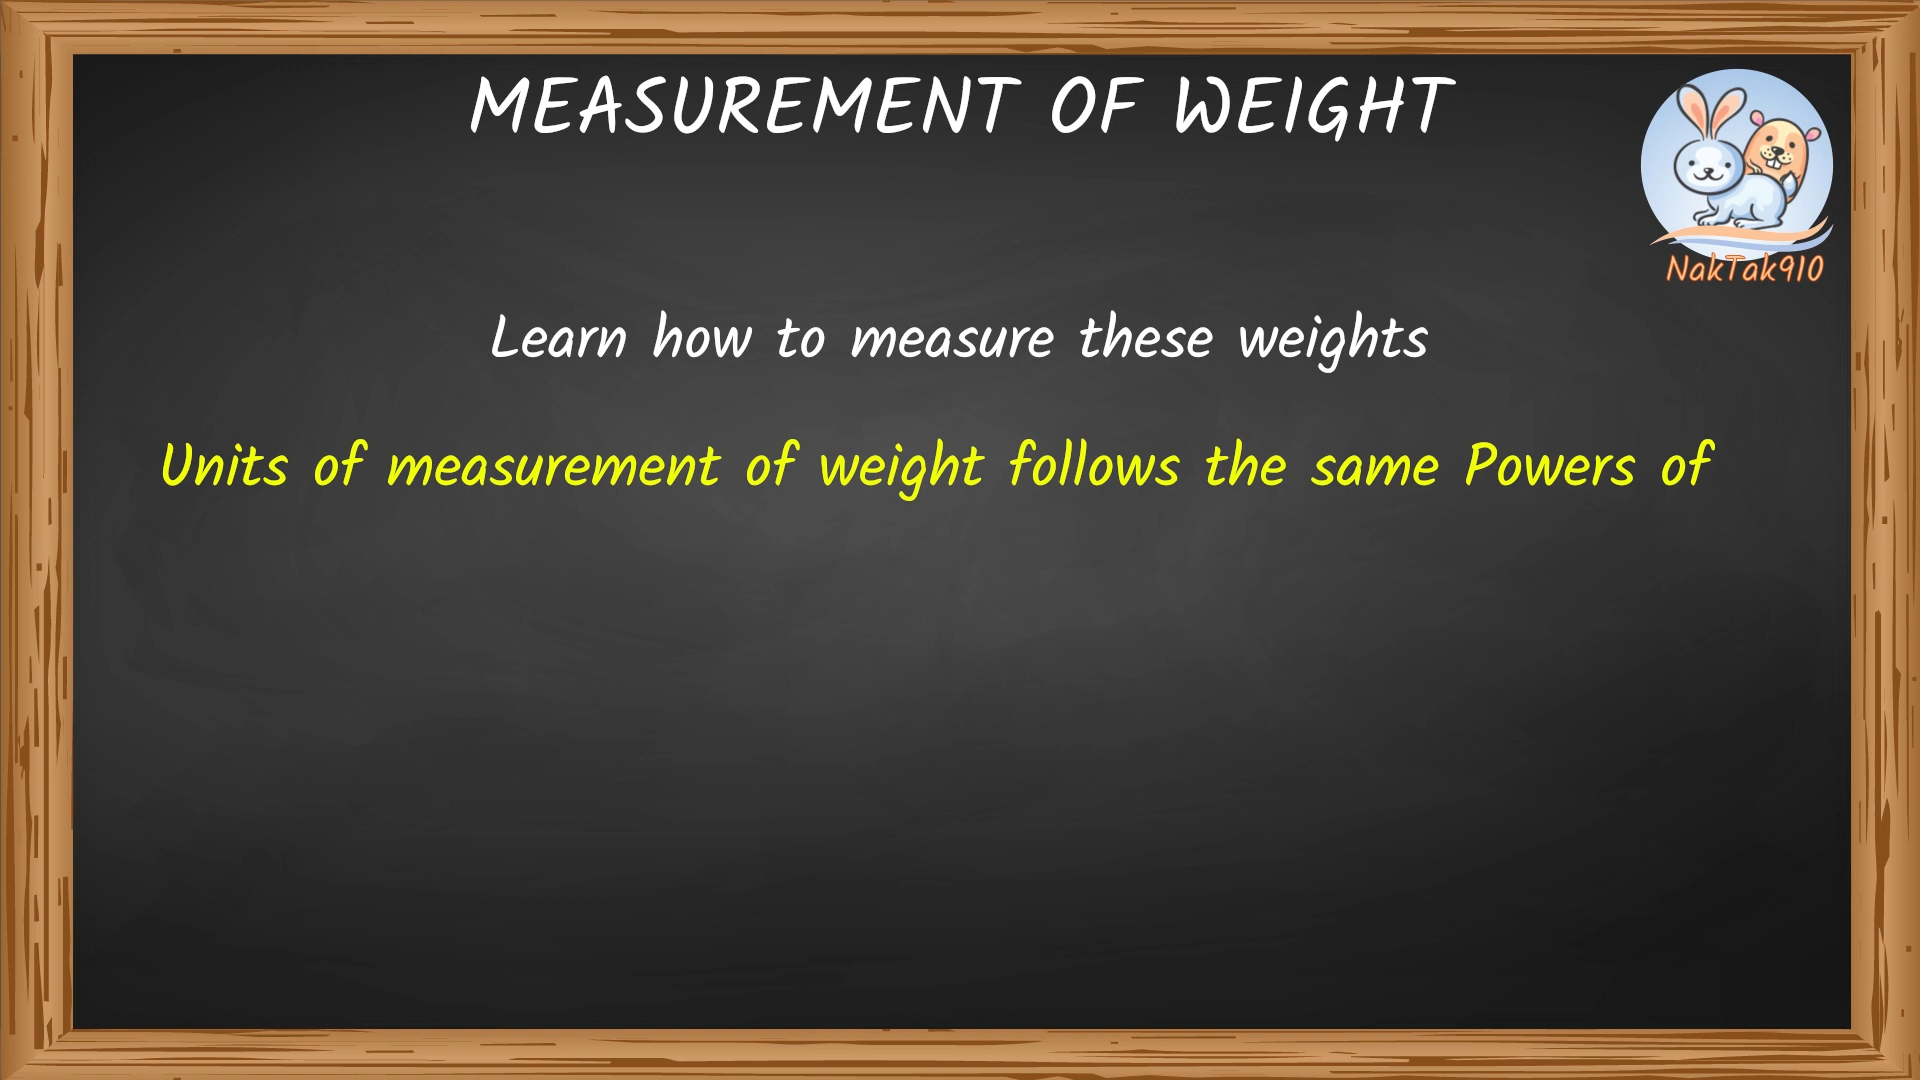 MEASUREMENT OF WEIGHT
NakTak910
Learn how to measure these weights
Units of measurement of weight follows the same Powers of